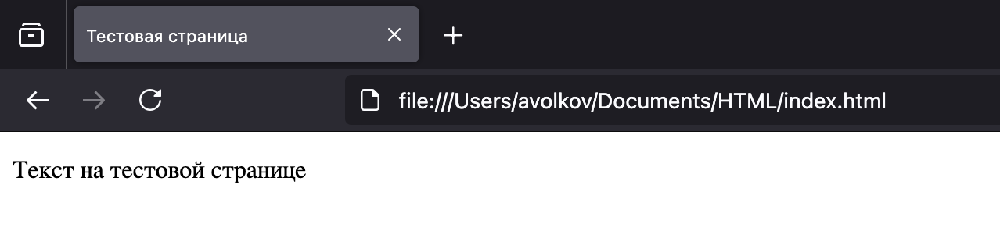 Тестовая страница
file:///Users/avolkov/Documents/HTML/index.html
Текст на тестовой странице